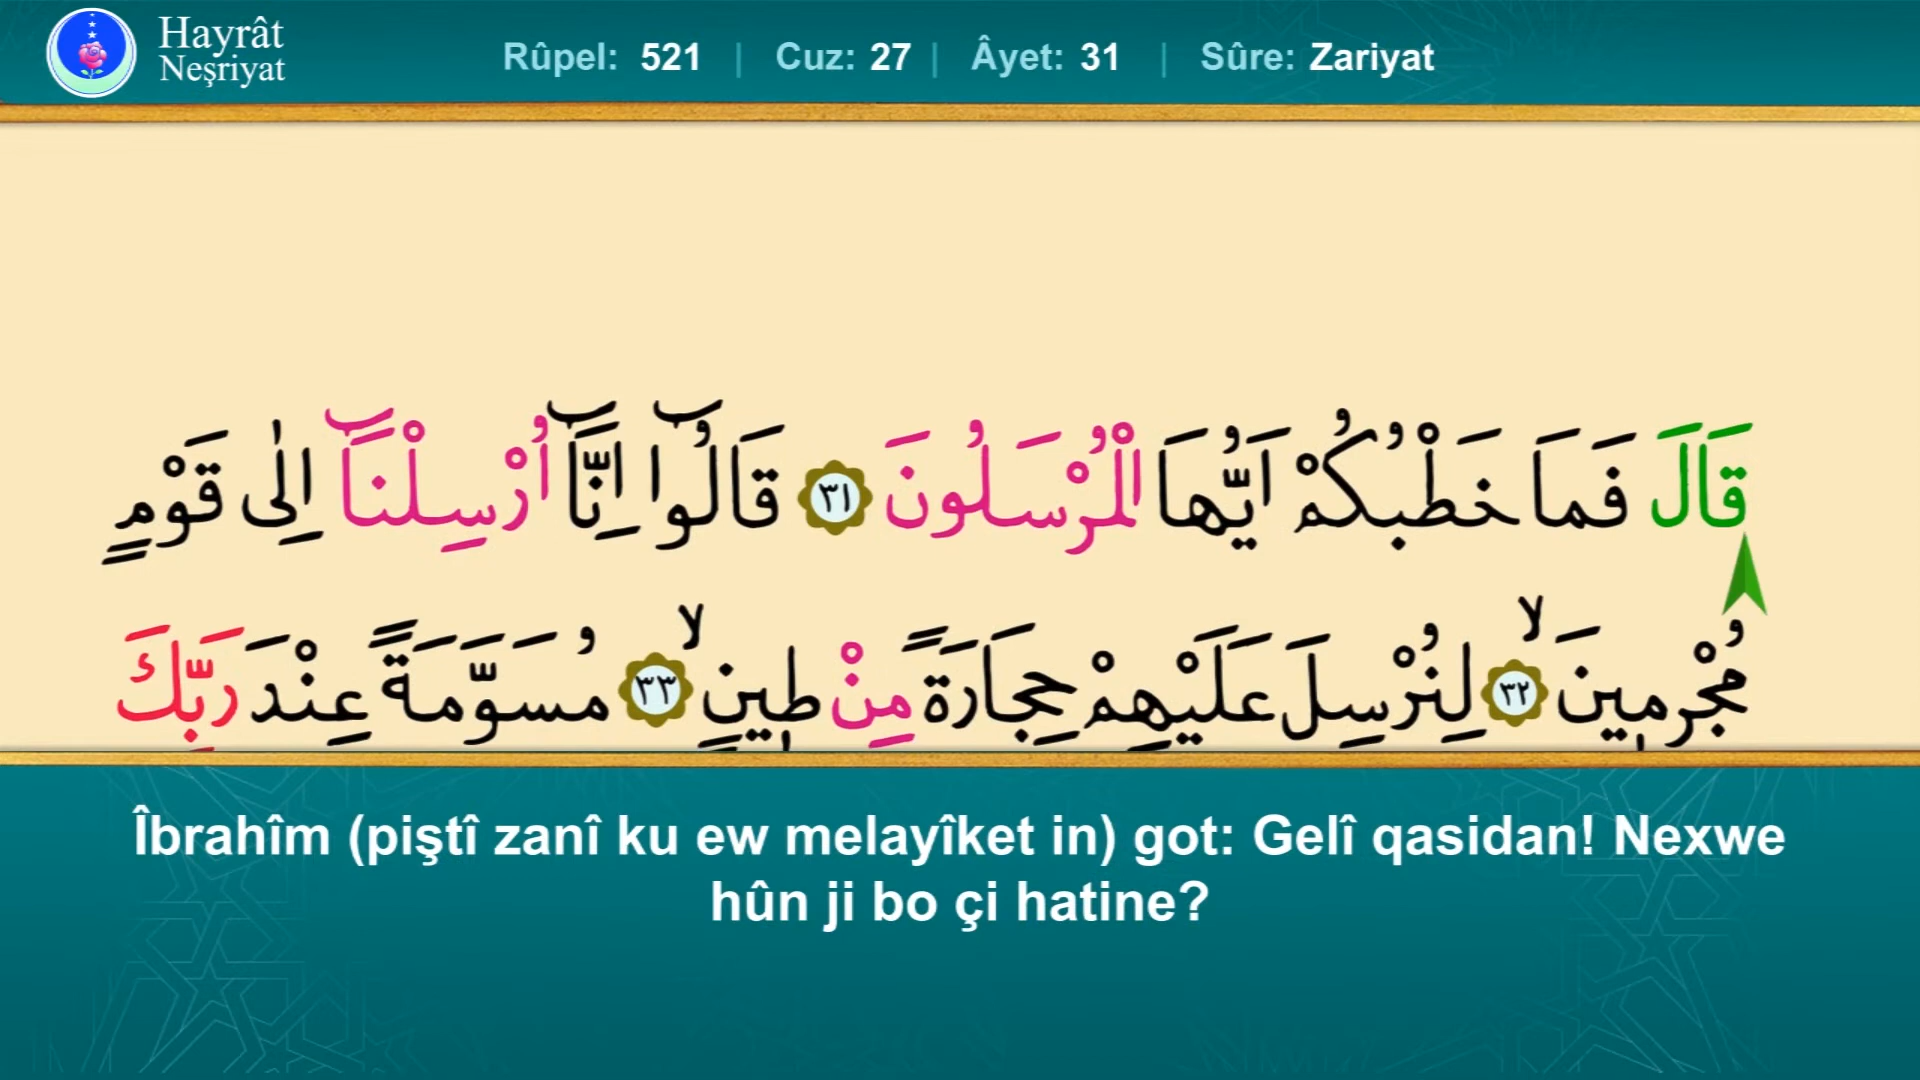 Hayrât
Neşriyat
Rûpel: 521 | Cuz: 27 | Âyet: 31 | Sûre: Zariyat
قَالَ فَمَا خَطْبُكُمْ اَيُّهَا الْمُرْسَلُونَ ﴿٣١﴾ قَالُٓوا اِنَّٓا اُرْسِلْنَٓا اِلٰى قَوْمٍ
مُجْرِمٖينَۙ ﴿٣٢﴾ لِنُرْسِلَ عَلَيْهِمْ حِجَارَةً مِنْ طٖينٍۙ ﴿٣٣﴾ مُسَوَّمَةً عِنْدَ رَبِّكَ
Îbrahîm (piştî zanî ku ew melayîket in) got: Gelî qasidan! Nexwe
hûn ji bo çi hatine?